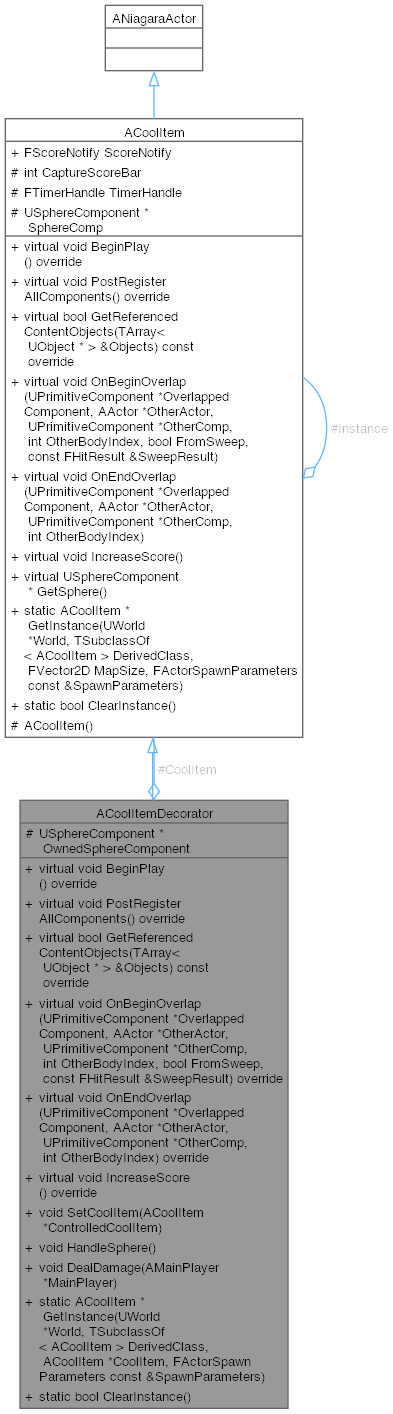 ANiagaraActor
ACoolItem
+ FScoreNotify ScoreNotify
# int CaptureScoreBar
# FTimerHandle TimerHandle
# USphereComponent *
SphereComp
+ virtual void BeginPlay
() override
+ virtual void PostRegister
AllComponents() override
+ virtual bool GetReferenced
ContentObjects(TArray<
UObject * > &Objects) const
override
+ virtual void OnBeginOverlap
(UPrimitiveComponent *Overlapped
Component, AActor *OtherActor,
UPrimitiveComponent *OtherComp,
int OtherBodyIndex, bool FromSweep,
const FHitResult &SweepResult)
+ virtual void OnEndOverlap
(UPrimitiveComponent *Overlapped
Component, AActor *OtherActor,
UPrimitiveComponent *OtherComp,
int OtherBodyIndex)
+ virtual void IncreaseScore()
+ virtual USphereComponent
* GetSphere()
+ static ACoolItem *
GetInstance(UWorld
*World, TSubclassOf
< ACoolItem > DerivedClass,
FVector2D MapSize, FActorSpawnParameters
const &SpawnParameters)
+ static bool ClearInstance()
# ACoolItem()
#Instance
#CoolItem
ACoolItemDecorator
# USphereComponent *
OwnedSphereComponent
+ virtual void BeginPlay
() override
+ virtual void PostRegister
AllComponents() override
+ virtual bool GetReferenced
ContentObjects(TArray<
UObject * > &Objects) const
override
+ virtual void OnBeginOverlap
(UPrimitiveComponent *Overlapped
Component, AActor *OtherActor,
UPrimitiveComponent *OtherComp,
int OtherBodyIndex, bool FromSweep,
const FHitResult &SweepResult) override
+ virtual void OnEndOverlap
(UPrimitiveComponent *Overlapped
Component, AActor *OtherActor,
UPrimitiveComponent *OtherComp,
int OtherBodyIndex) override
+ virtual void IncreaseScore
() override
+ void SetCoolItem(ACoolItem
*ControlledCoolItem)
+ void HandleSphere()
+ void DealDamage(AMainPlayer
*MainPlayer)
+ static ACoolItem *
GetInstance(UWorld
*World, TSubclassOf
< ACoolItem > DerivedClass,
ACoolItem *CoolItem, FActorSpawn
Parameters const &SpawnParameters)
+ static bool ClearInstance()